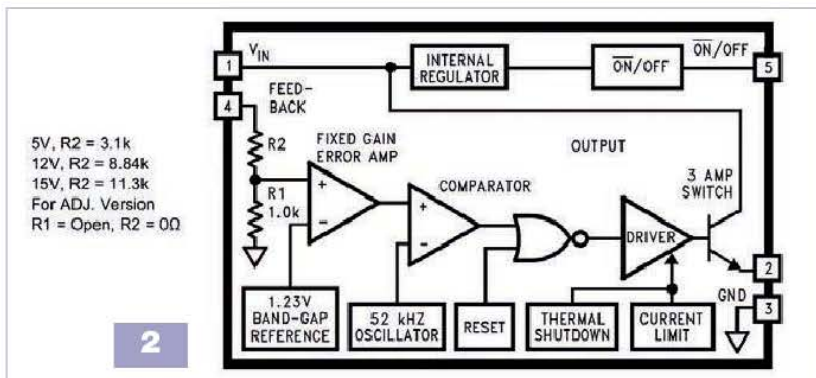 1
V_IN
INTERNAL
REGULATOR
O̅N̅/OFF
O̅N̅/OFF
5
4
FEED-
BACK
5V, R2 = 3.1k
12V, R2 = 8.84k
15V, R2 = 11.3k
For ADJ. Version
R1 = Open, R2 = 0Ω
R2
R1
1.0k
FIXED GAIN
ERROR AMP
+
−
COMPARATOR
+
−
OUTPUT
DRIVER
3 AMP
SWITCH
2
GND
3
1.23V
BAND-GAP
REFERENCE
52 kHZ
OSCILLATOR
RESET
THERMAL
SHUTDOWN
CURRENT
LIMIT
2